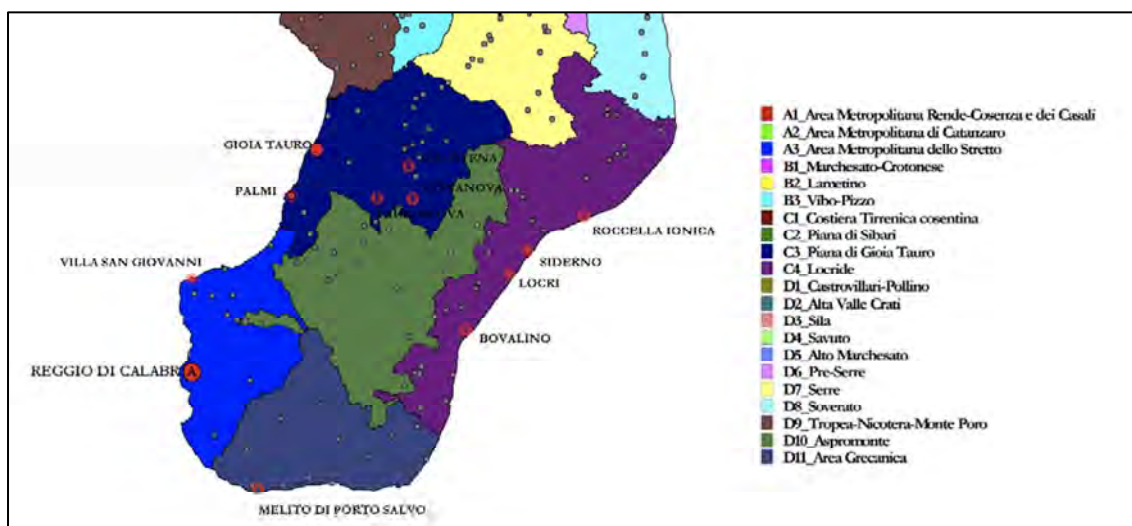 GIOIA TAURO
PALMI
VILLA SAN GIOVANNI
REGGIO DI CALABR
A
ROCCELLA IONICA
SIDERNO
LOCRI
BOVALINO
MELITO DI PORTO SALVO
A1_Area Metropolitana Rende-Cosenza e dei Casali
A2_Area Metropolitana di Catanzaro
A3_Area Metropolitana dello Stretto
B1_Marchesato-Crotonese
B2_Lametino
B3_Vibo-Pizzo
C1_Costiera Tirrenica cosentina
C2_Piana di Sibari
C3_Piana di Gioia Tauro
C4_Locride
D1_Castrovillari-Pollino
D2_Alta Valle Crati
D3_Sila
D4_Savuto
D5_Alto Marchesato
D6_Pre-Serre
D7_Serre
D8_Soverato
D9_Tropea-Nicotera-Monte Poro
D10_Aspromonte
D11_Area Grecanica